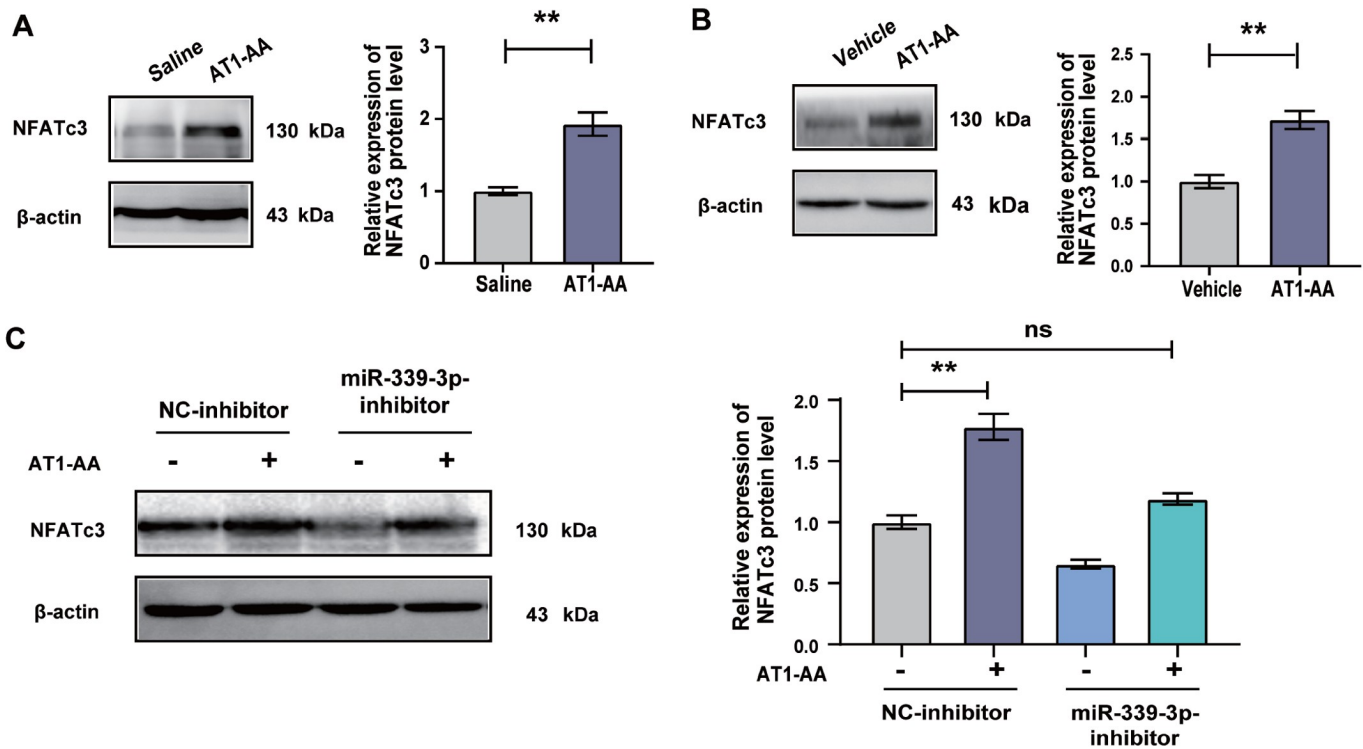 A
Saline
AT1-AA
NFATc3
130 kDa
β-actin
43 kDa
Relative expression of
NFATc3 protein level
3
2
1
0
**
Saline
AT1-AA
B
Vehicle
AT1-AA
NFATc3
130 kDa
β-actin
43 kDa
Relative expression of
NFATc3 protein level
2.5
2.0
1.5
1.0
0.5
0.0
**
Vehicle
AT1-AA
C
NC-inhibitor
miR-339-3p-
inhibitor
AT1-AA
- + - +
NFATc3
130 kDa
β-actin
43 kDa
Relative expression of
NFATc3 protein level
2.0
1.5
1.0
0.5
0.0
ns
**
AT1-AA
- + - +
NC-inhibitor
miR-339-3p-
inhibitor